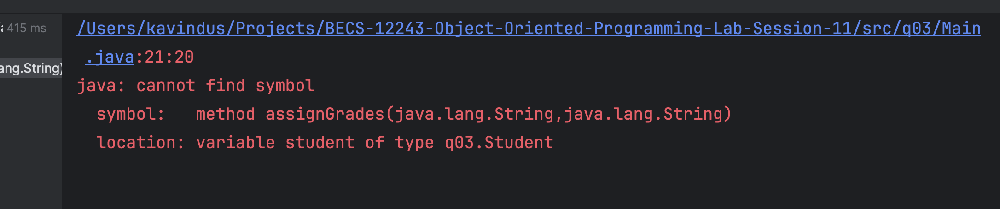 415 ms
/Users/kavindus/Projects/BECS-12243-Object-Oriented-Programming-Lab-Session-11/src/q03/Main
.java:21:20
ang.String)
java: cannot find symbol
symbol:   method assignGrades(java.lang.String,java.lang.String)
location: variable student of type q03.Student